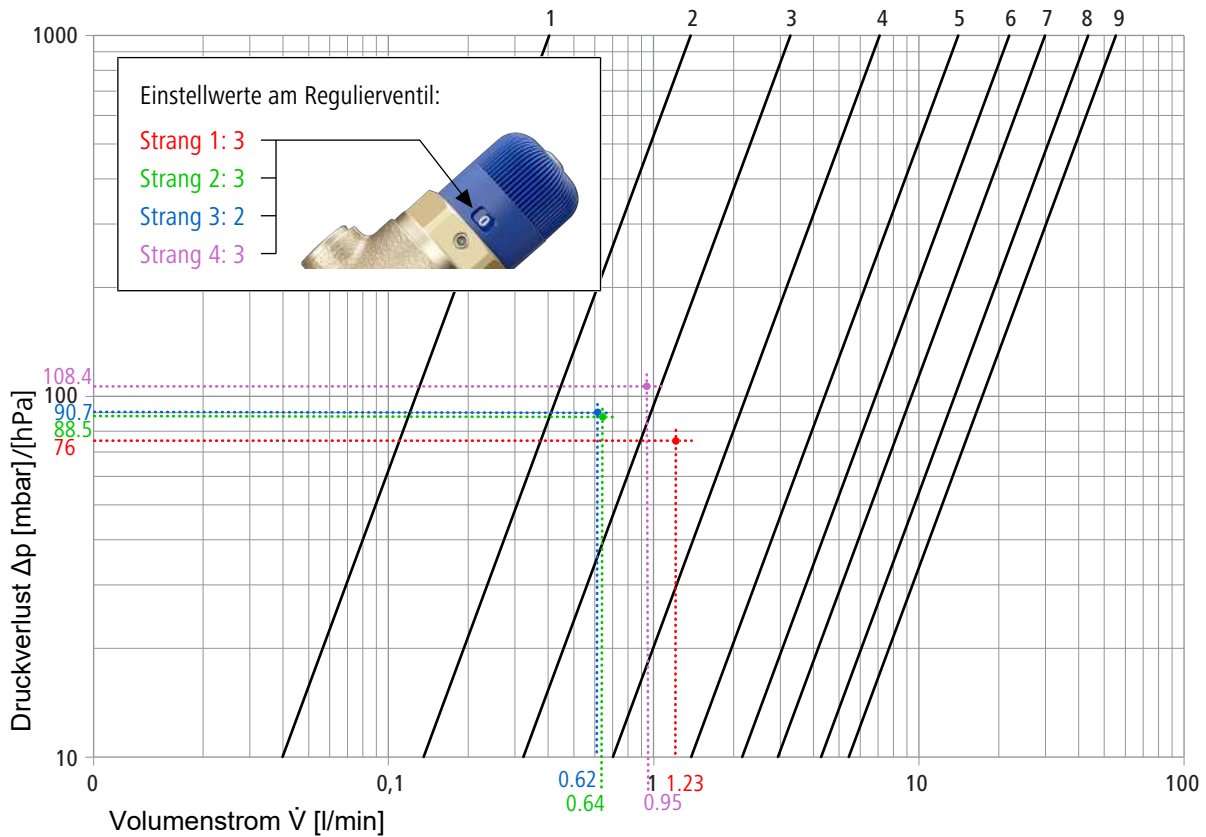 1 2 3 4 5 6 7 8 9
1000
Einstellwerte am Regulierventil:
Strang 1: 3
Strang 2: 3
Strang 3: 2
Strang 4: 3
0
108.4
100
90.7
88.5
76
10
Druckverlust Δp [mbar]/[hPa]
0 0,1 0.62 1 1.23 10 100
0.64 0.95
Volumenstrom V̇ [l/min]